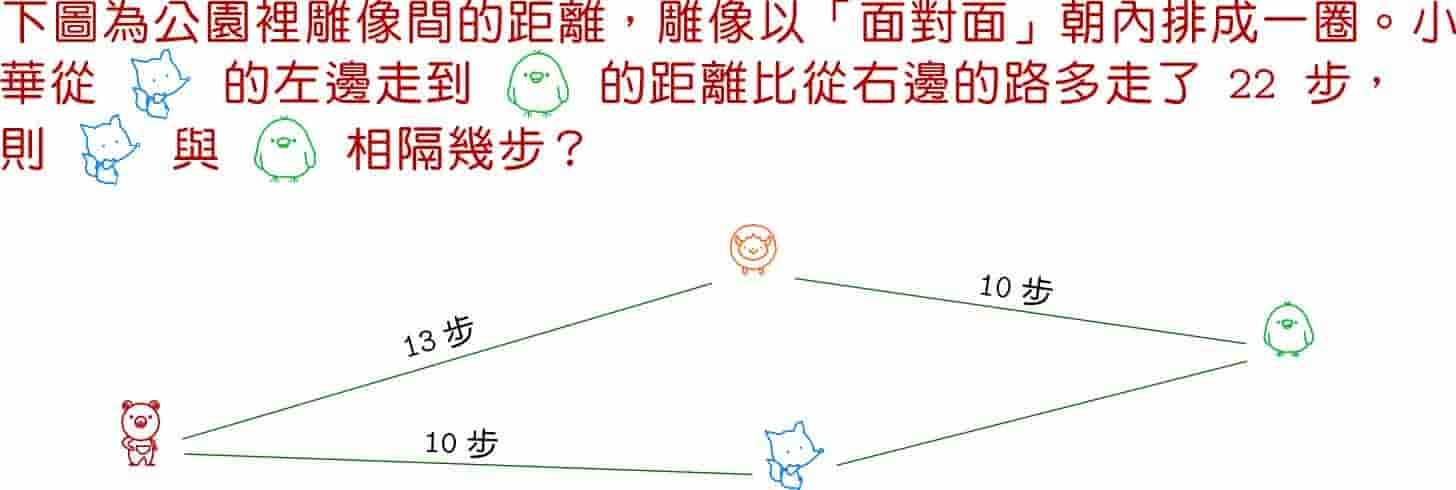 下圖為公園裡雕像間的距離，雕像以「面對面」朝內排成一圈。小
華從 的左邊走到 的距離比從右邊的路多走了 22 步，
則 與 相隔幾步？
10 步
13 步
10 步